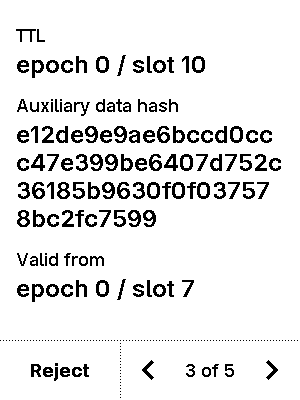 TTL
epoch 0 / slot 10
Auxiliary data hash
e12de9e9ae6bccd0cc
c47e399be6407d752c
36185b9630f0f03757
8bc2fc7599
Valid from
epoch 0 / slot 7
Reject
3 of 5